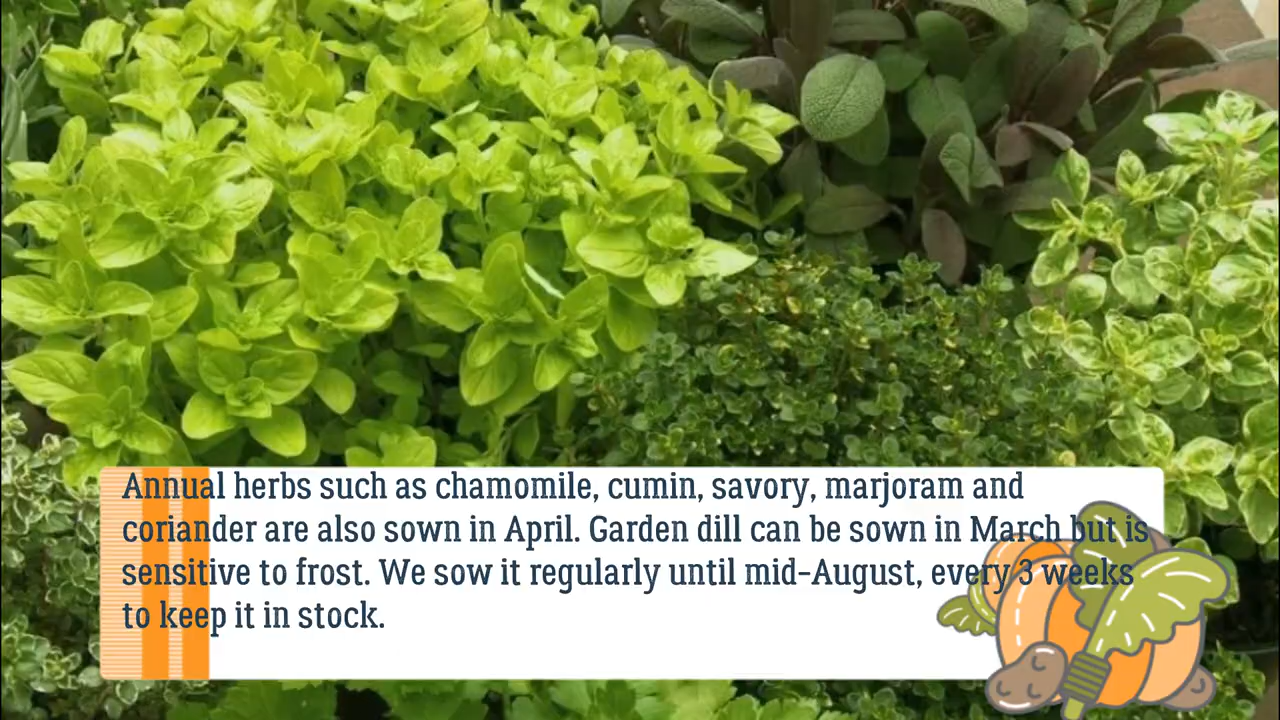 Annual herbs such as chamomile, cumin, savory, marjoram and
coriander are also sown in April. Garden dill can be sown in March but is
sensitive to frost. We sow it regularly until mid-August, every 3 weeks
to keep it in stock.